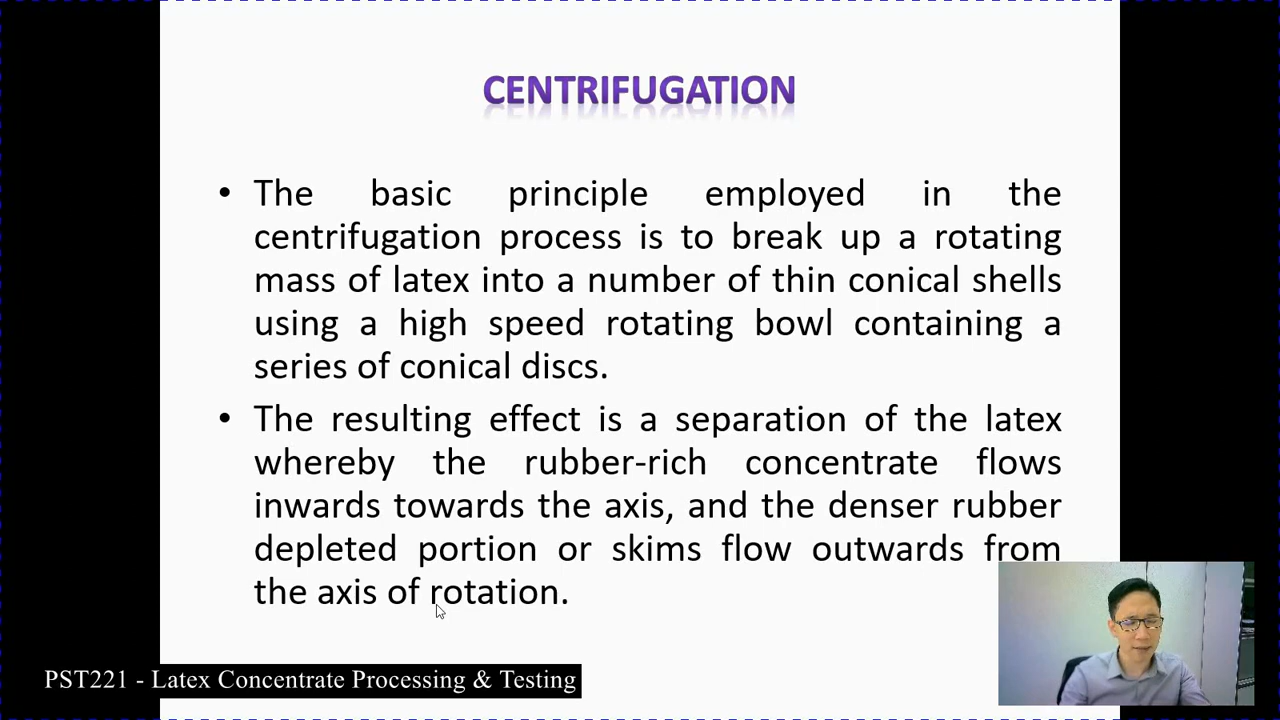 CENTRIFUGATION
• The basic principle employed in the
centrifugation process is to break up a rotating
mass of latex into a number of thin conical shells
using a high speed rotating bowl containing a
series of conical discs.
• The resulting effect is a separation of the latex
whereby the rubber-rich concentrate flows
inwards towards the axis, and the denser rubber
depleted portion or skims flow outwards from
the axis of rotation.
PST221 - Latex Concentrate Processing & Testing